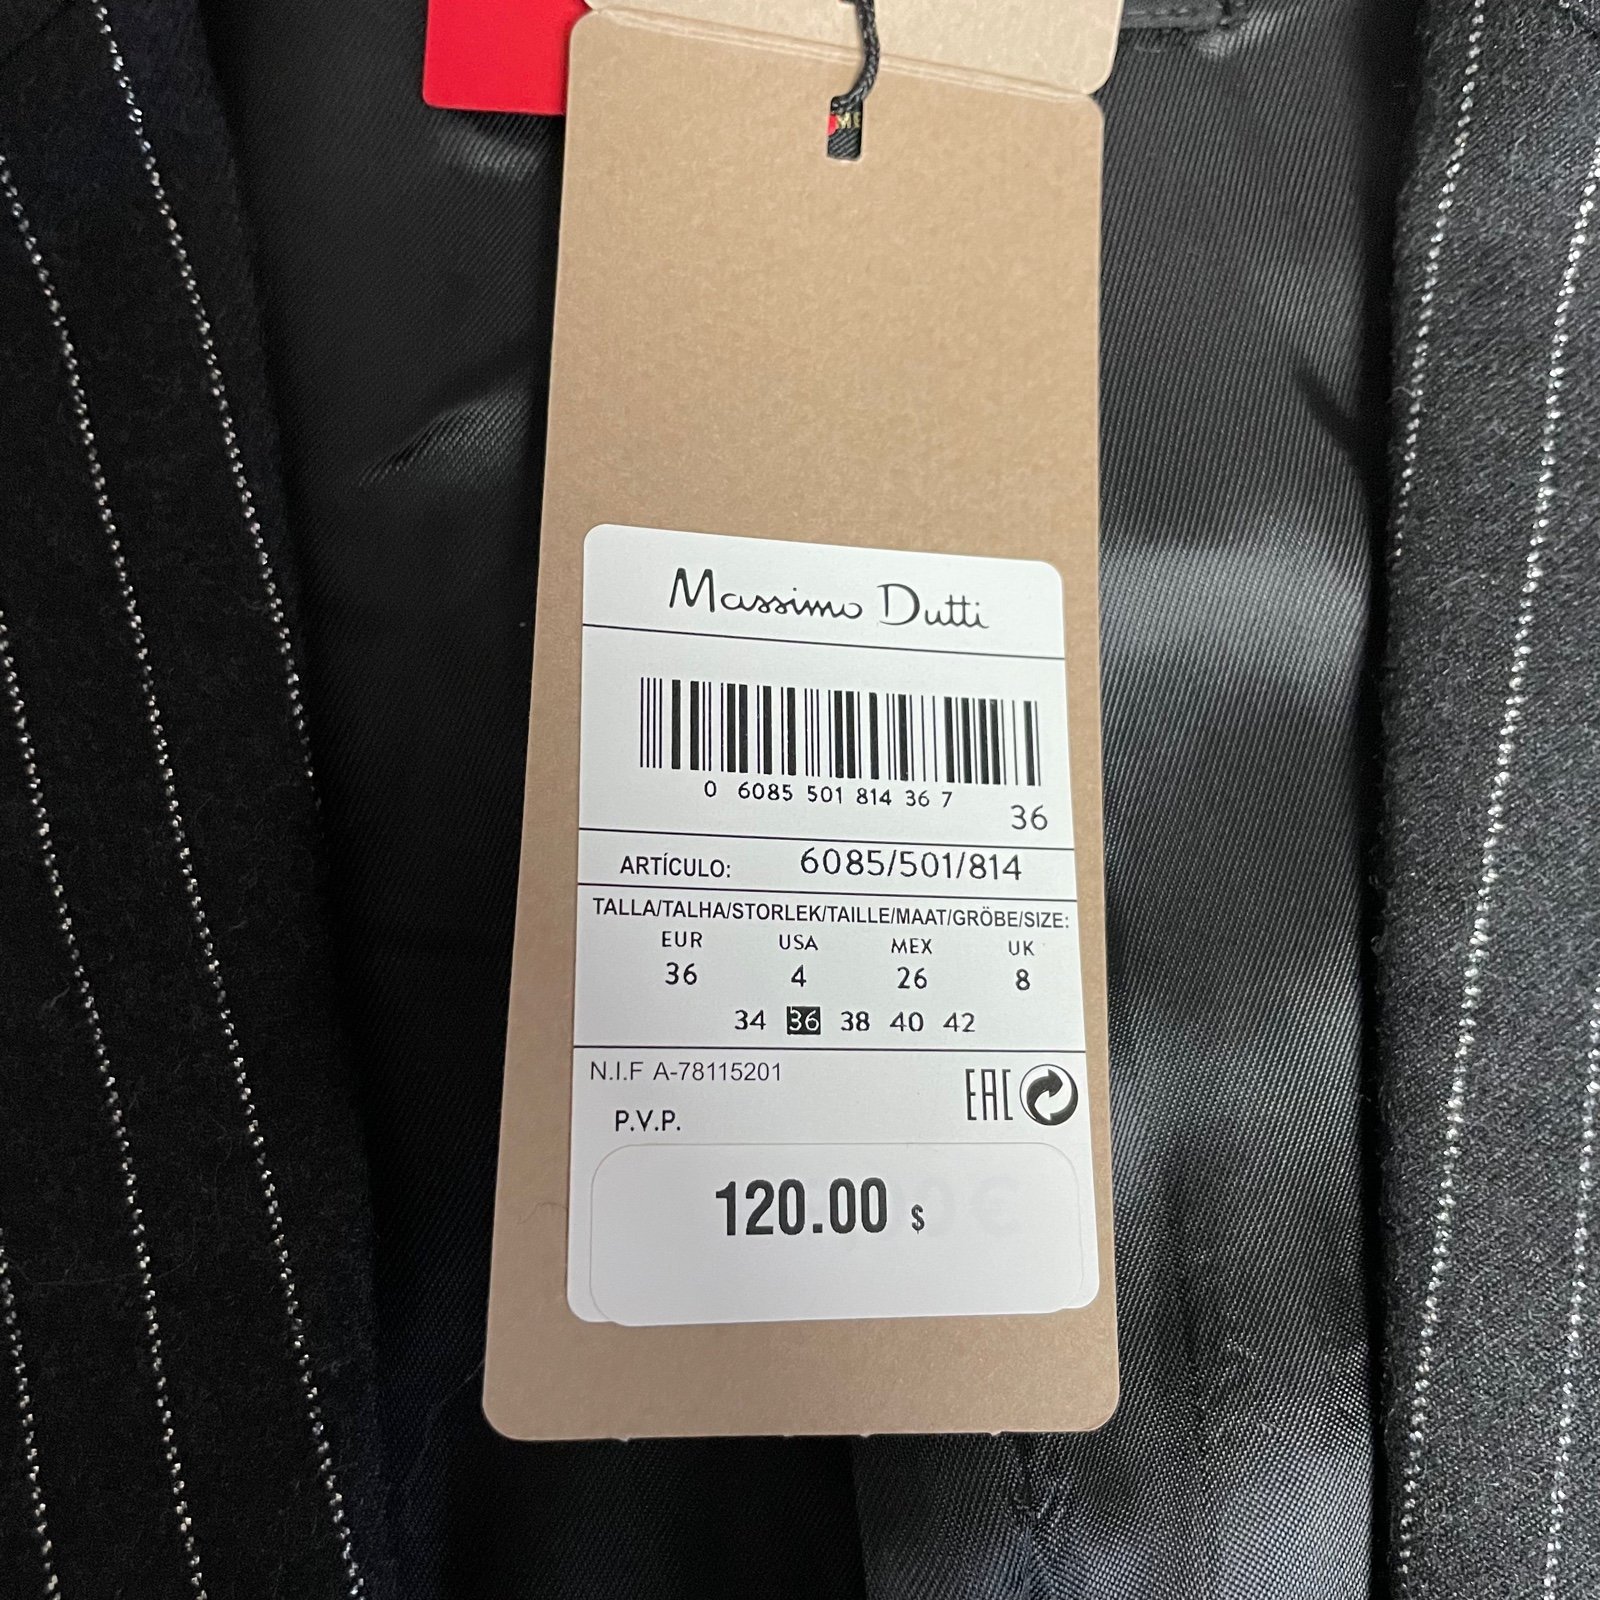 Massimo Dutti
0 6085 501 814 36 7
36
ARTÍCULO: 6085/501/814
TALLA/TALHA/STORLEK/TAILLE/MAAT/GRÖBE/SIZE:
EUR USA MEX UK
36 4 26 8
34 36 38 40 42
N.I.F A-78115201
EAC
P.V.P.
120.00 $